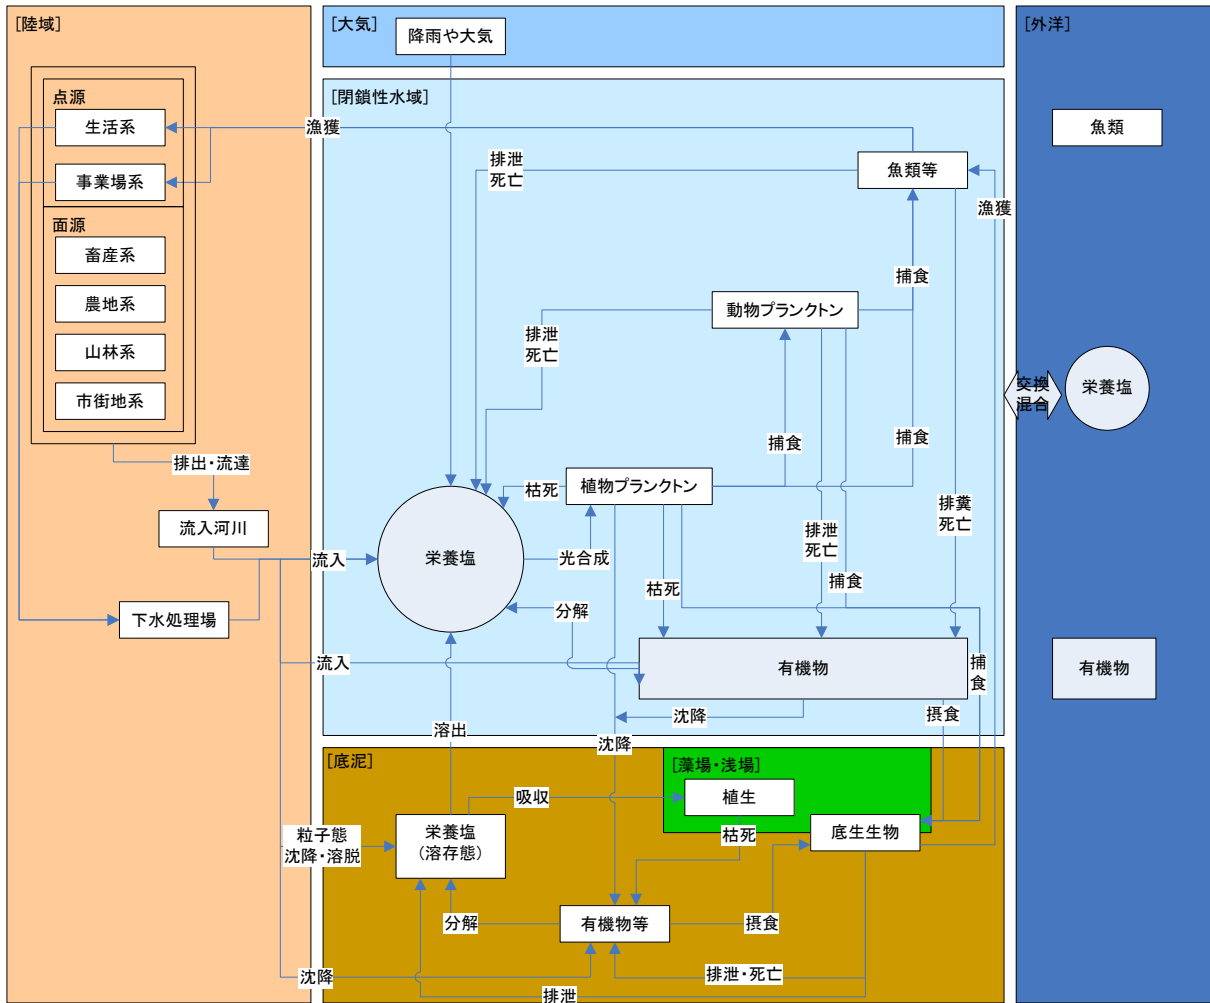 [陸域]
[大気]
降雨や大気
[外洋]
[閉鎖性水域]
点源
生活系
事業場系
面源
畜産系
農地系
山林系
市街地系
排出・流達
流入河川
下水処理場
漁獲
排泄
死亡
魚類等
魚類
漁獲
捕食
動物プランクトン
排泄
死亡
交換
混合
栄養塩
捕食
捕食
植物プランクトン
枯死
排糞
死亡
排泄
死亡
流入
栄養塩
光合成
捕食
枯死
分解
流入
有機物
捕
食
有機物
沈降
摂食
溶出
沈降
[底泥]
[藻場・浅場]
植生
吸収
粒子態
沈降・溶脱
栄養塩
(溶存態)
枯死
底生生物
分解
有機物等
摂食
沈降
排泄・死亡
排泄